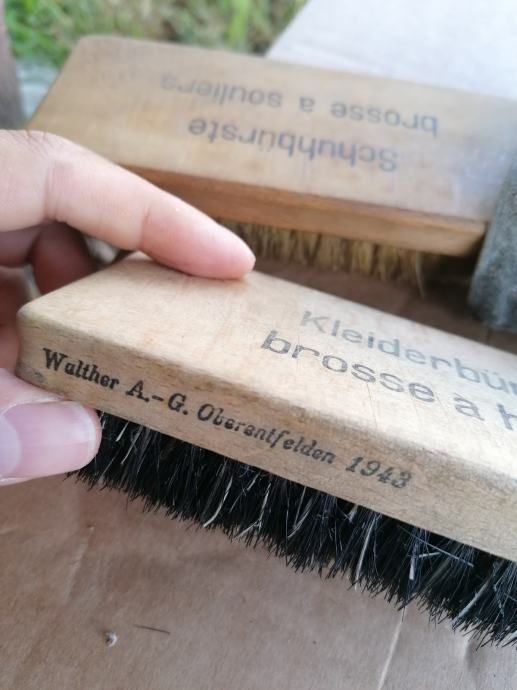 Schuhbürste
brosse a souliers
Kleiderbür
brosse à h
Walther A.-G. Oberentfelden 1943